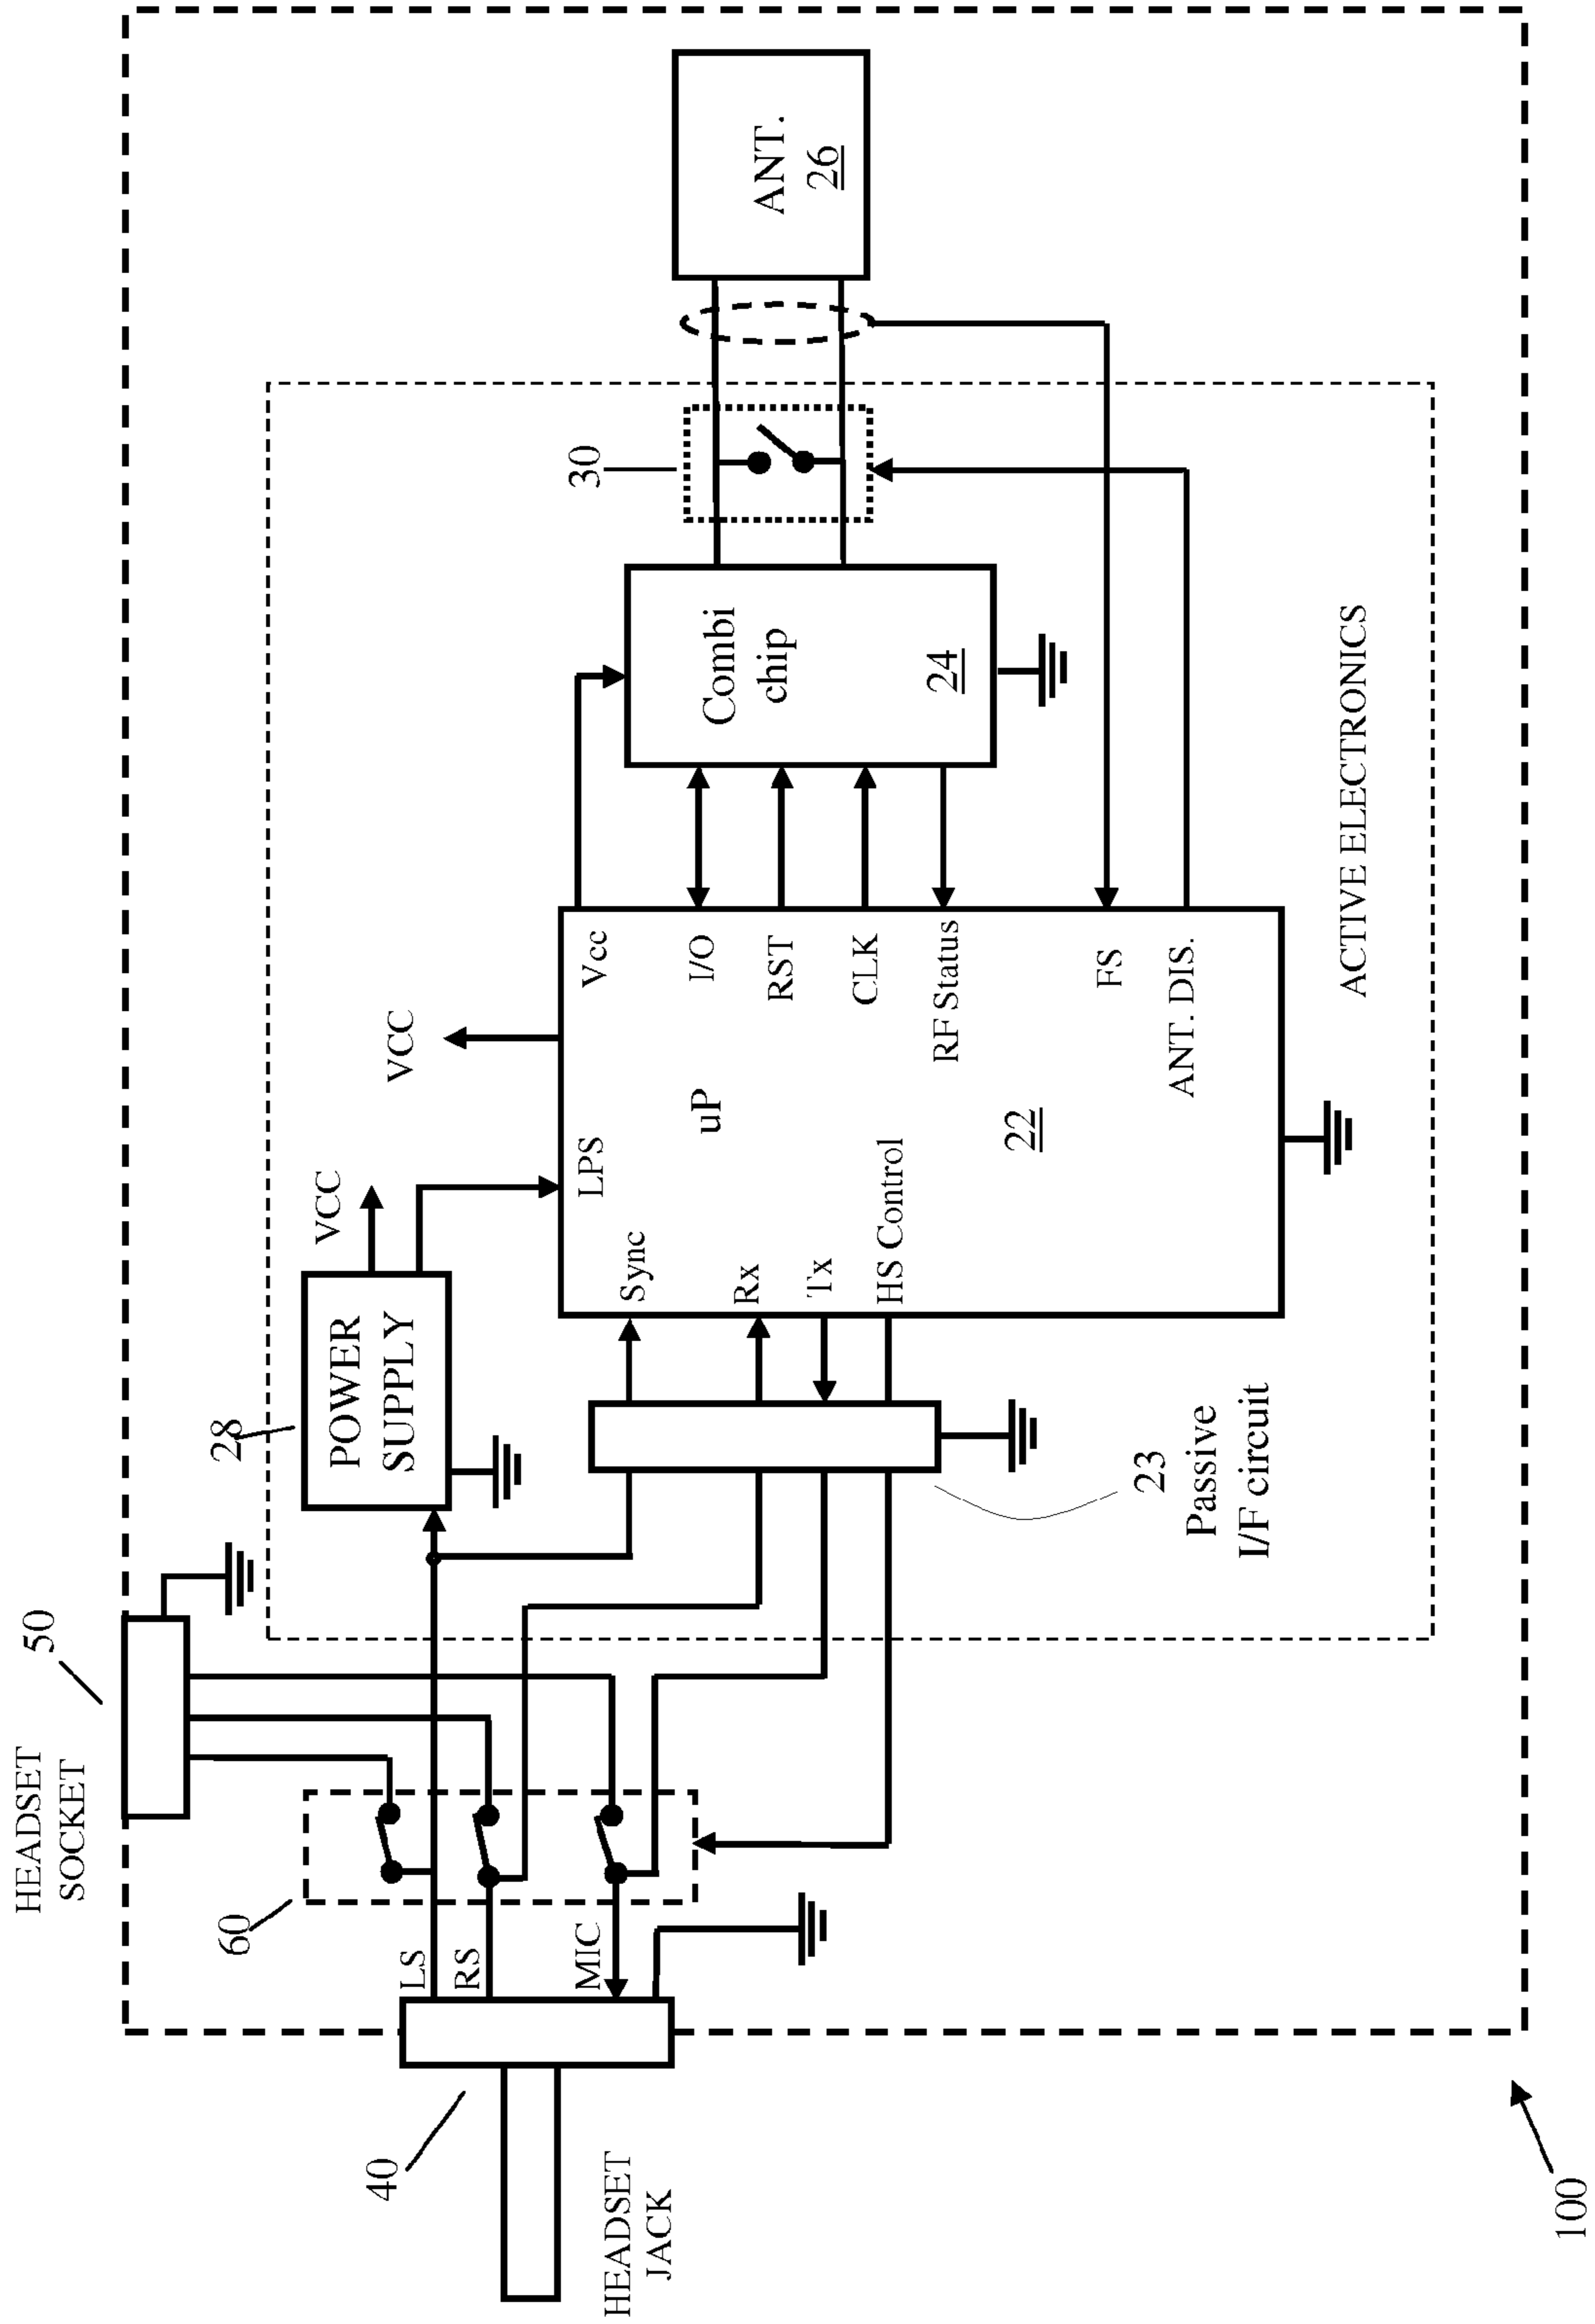 HEADSET
SOCKET
50
28
POWER
SUPPLY
VCC
VCC
60
LS
RS
MIC
40
HEADSET
JACK
Sync
Rx
Tx
HS Control
LPS
uP
22
Vcc
I/O
RST
CLK
RF Status
FS
ANT. DIS.
23
Passive
I/F circuit
Combi
chip
24
30
ANT.
26
ACTIVE ELECTRONICS
100